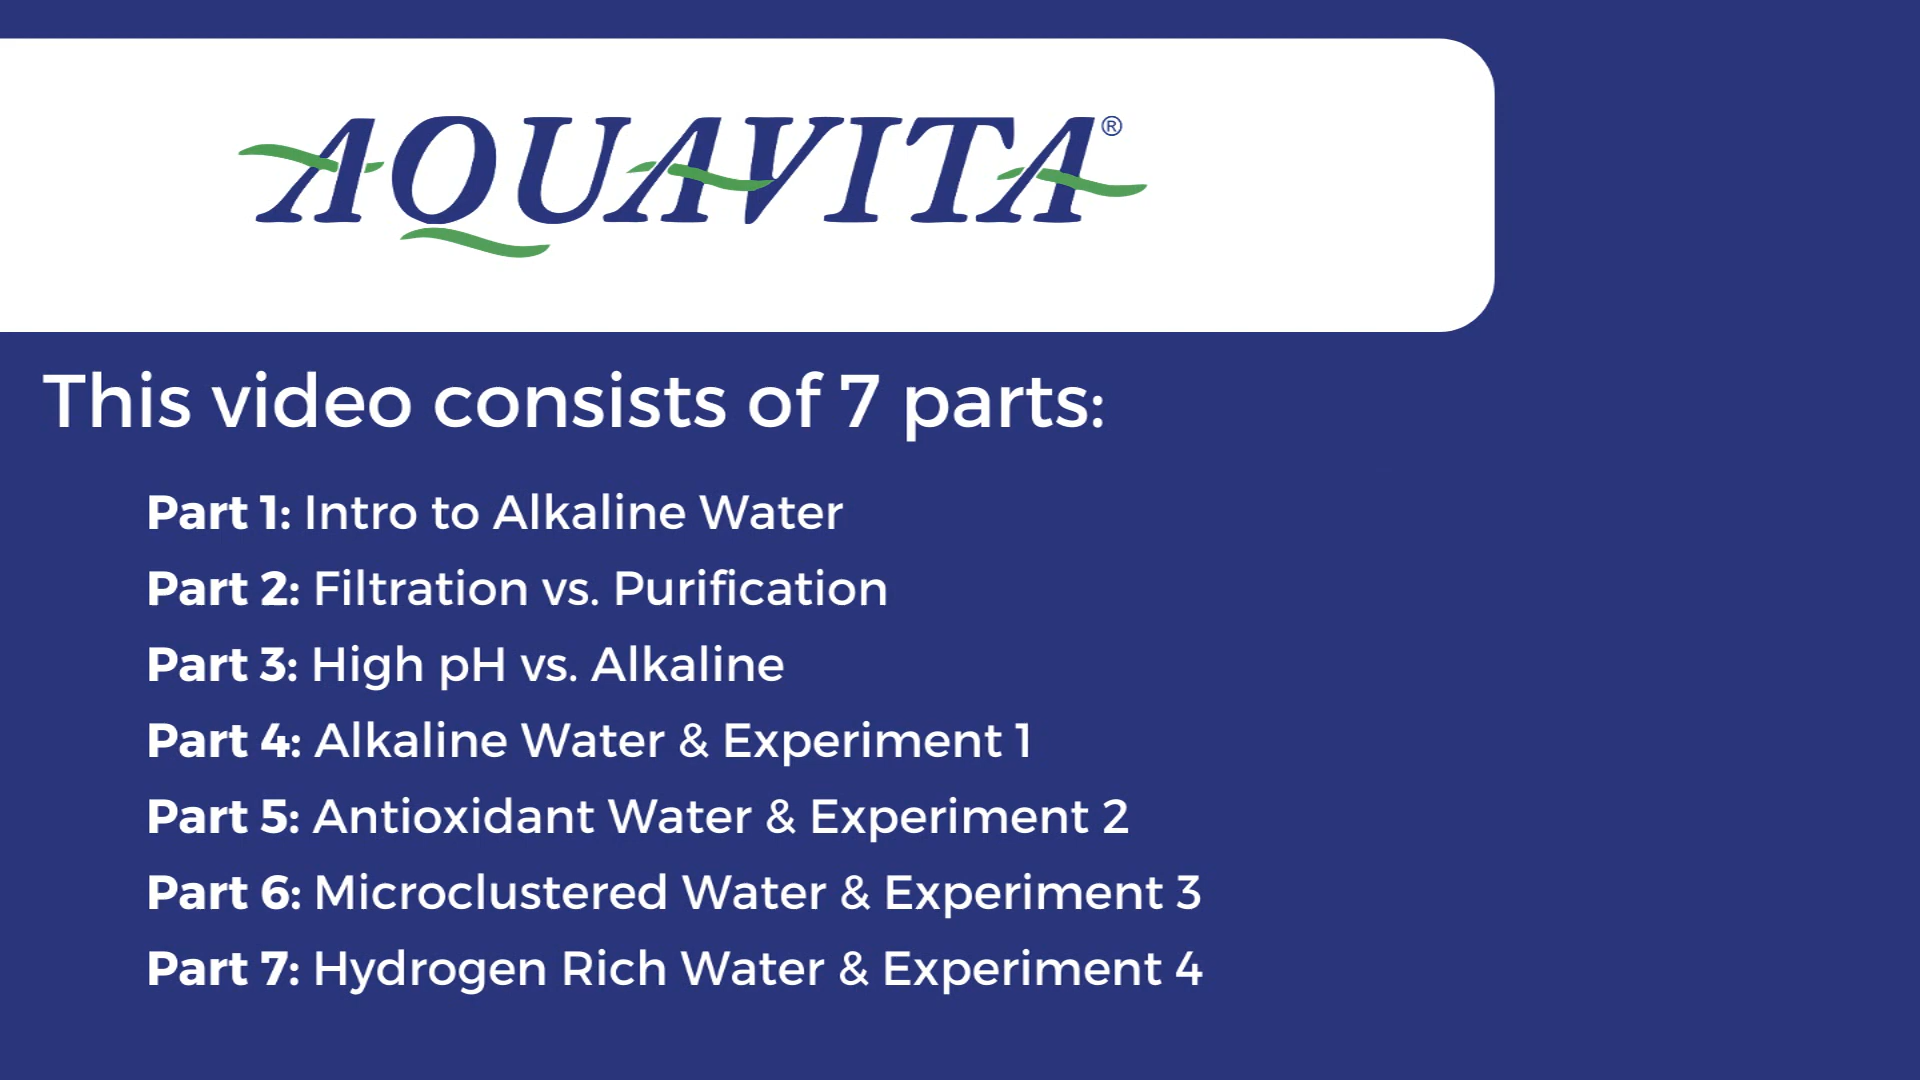 AQUAVITA®
This video consists of 7 parts:
Part 1: Intro to Alkaline Water
Part 2: Filtration vs. Purification
Part 3: High pH vs. Alkaline
Part 4: Alkaline Water & Experiment 1
Part 5: Antioxidant Water & Experiment 2
Part 6: Microclustered Water & Experiment 3
Part 7: Hydrogen Rich Water & Experiment 4